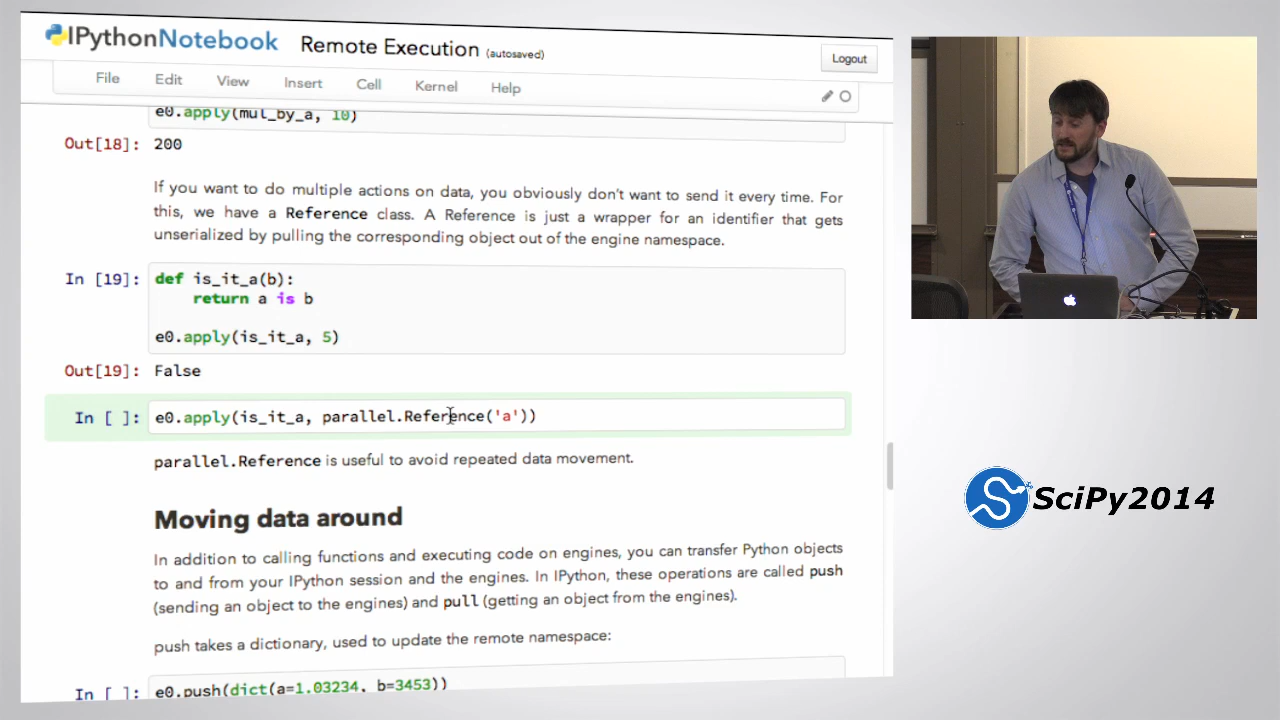 IPythonNotebook Remote Execution (autosaved)
Logout
File Edit View Insert Cell Kernel Help
e0.apply(mul_by_a, 10)
Out[18]: 200
If you want to do multiple actions on data, you obviously don't want to send it every time. For
this, we have a Reference class. A Reference is just a wrapper for an identifier that gets
unserialized by pulling the corresponding object out of the engine namespace.
In [19]: def is_it_a(b):
return a is b
e0.apply(is_it_a, 5)
Out[19]: False
In [ ]: e0.apply(is_it_a, parallel.Reference('a'))
parallel.Reference is useful to avoid repeated data movement.
Moving data around
In addition to calling functions and executing code on engines, you can transfer Python objects
to and from your IPython session and the engines. In IPython, these operations are called push
(sending an object to the engines) and pull (getting an object from the engines).
push takes a dictionary, used to update the remote namespace:
In [ ]: e0.push(dict(a=1.03234, b=3453))
SciPy2014